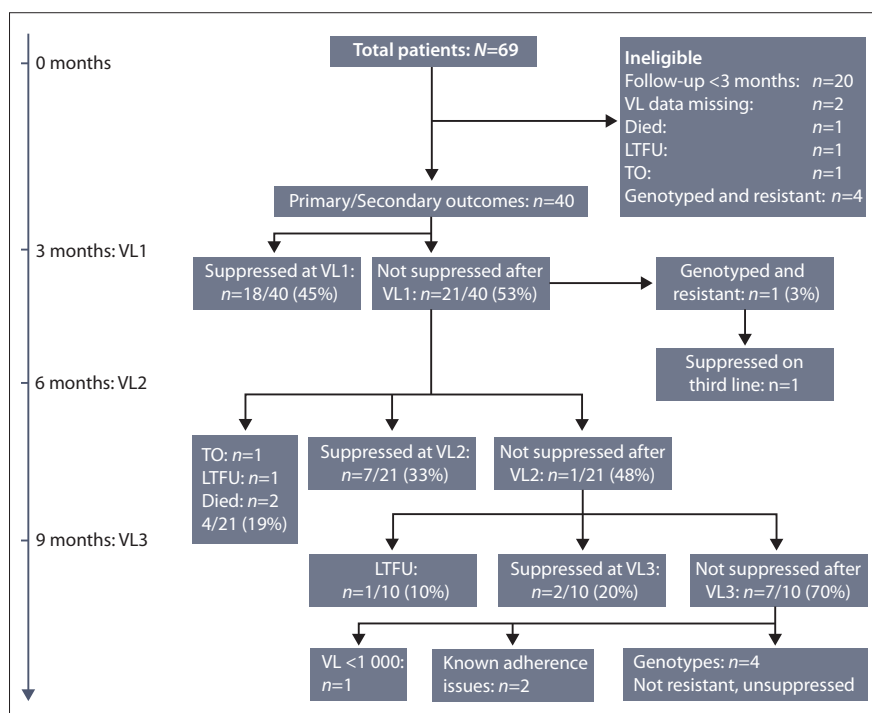 0 months
Total patients: N=69
Ineligible
Follow-up <3 months: n=20
VL data missing: n=2
Died: n=1
LTFU: n=1
TO: n=1
Genotyped and resistant: n=4
Primary/Secondary outcomes: n=40
3 months: VL1
Suppressed at VL1:
n=18/40 (45%)
Not suppressed after
VL1: n=21/40 (53%)
Genotyped and
resistant: n=1 (3%)
Suppressed on
third line: n=1
6 months: VL2
TO: n=1
LTFU: n=1
Died: n=2
4/21 (19%)
Suppressed at VL2:
n=7/21 (33%)
Not suppressed after
VL2: n=1/21 (48%)
9 months: VL3
LTFU:
n=1/10 (10%)
Suppressed at VL3:
n=2/10 (20%)
Not suppressed after
VL3: n=7/10 (70%)
VL <1 000:
n=1
Known adherence
issues: n=2
Genotypes: n=4
Not resistant, unsuppressed